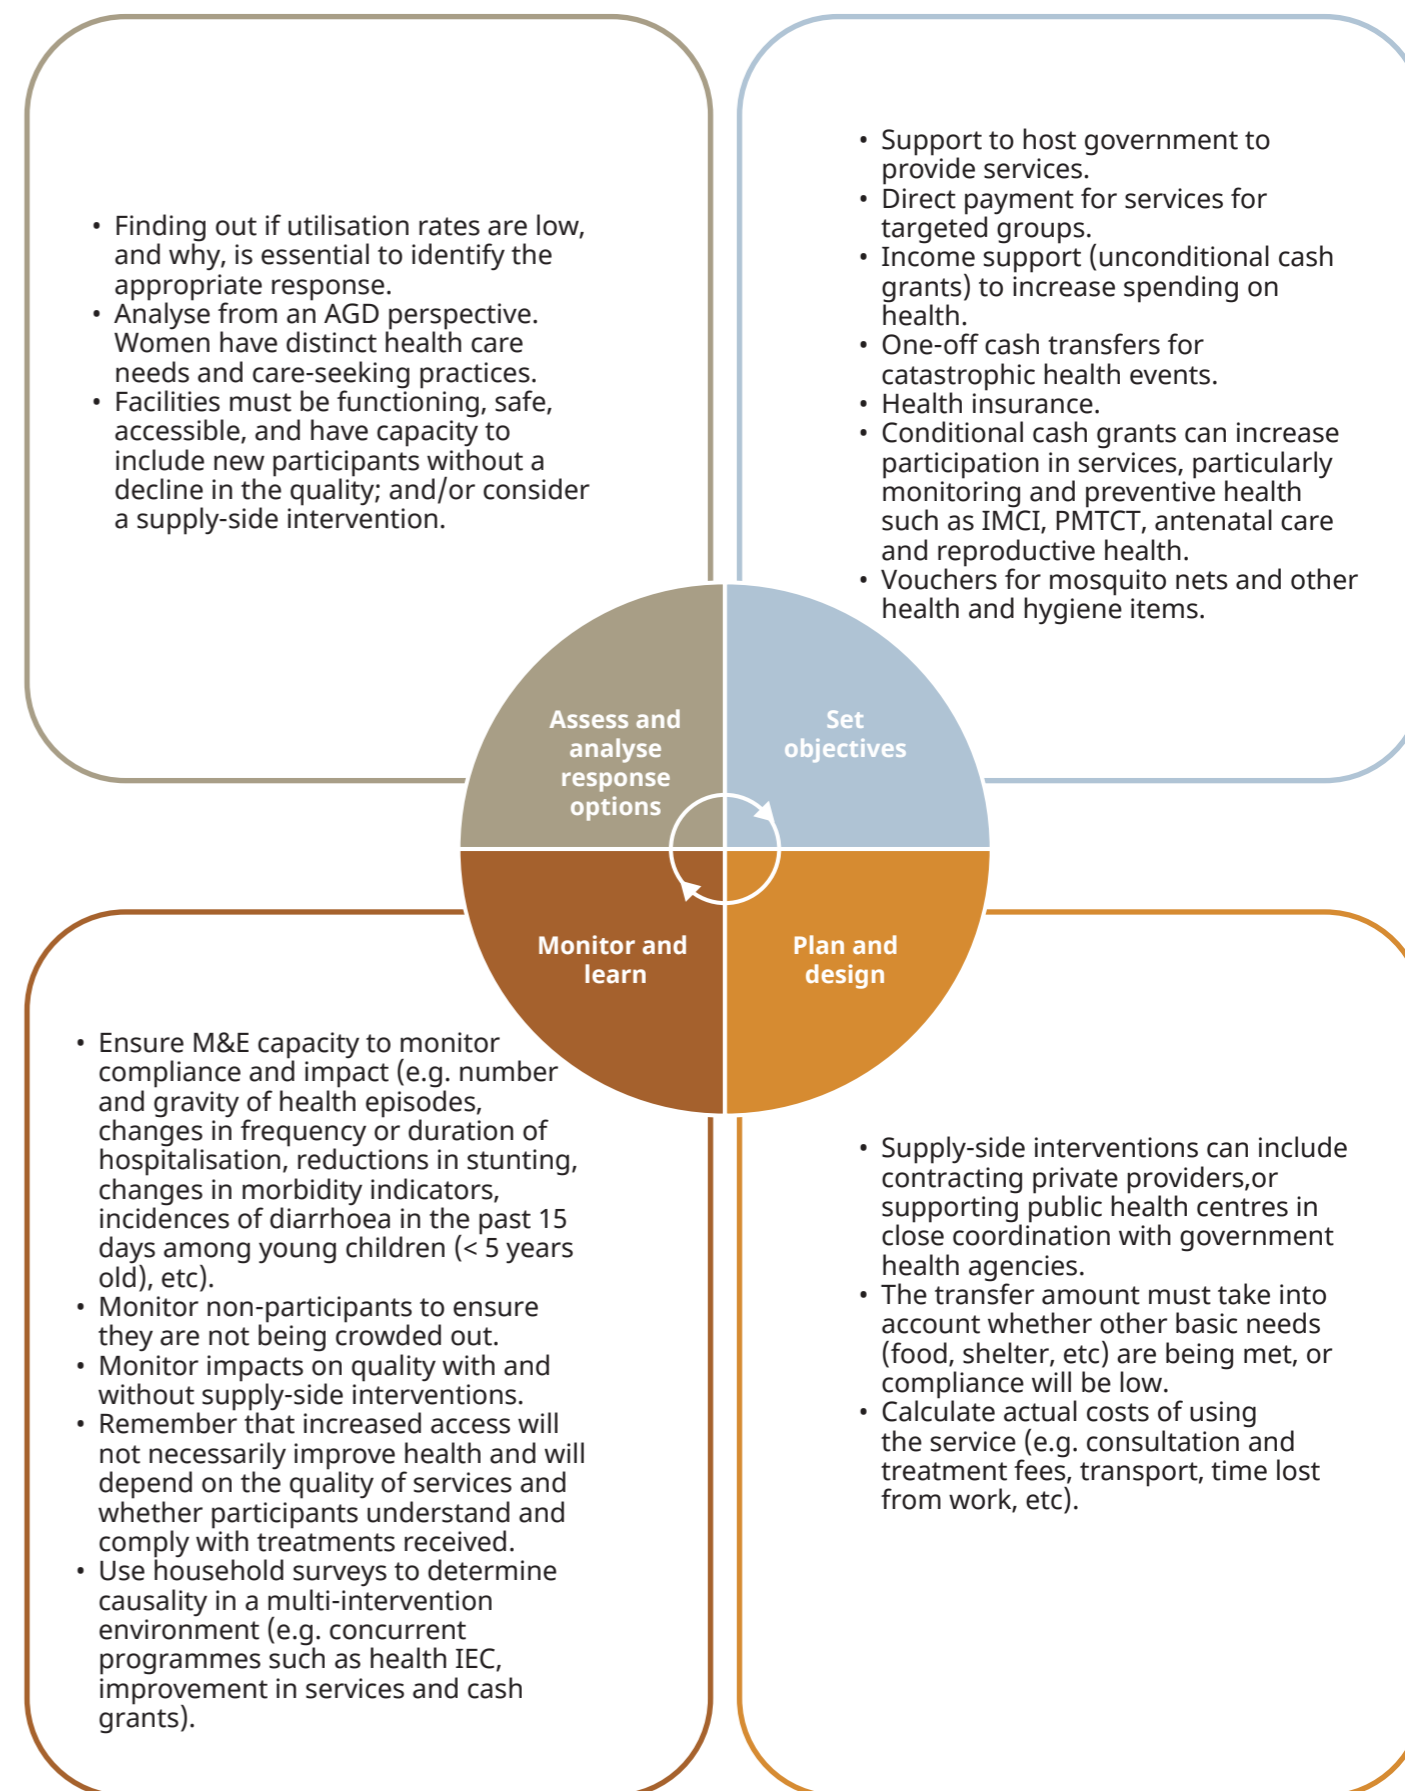 • Finding out if utilisation rates are low,
and why, is essential to identify the
appropriate response.
• Analyse from an AGD perspective.
Women have distinct health care
needs and care-seeking practices.
• Facilities must be functioning, safe,
accessible, and have capacity to
include new participants without a
decline in the quality; and/or consider
a supply-side intervention.
• Support to host government to
provide services.
• Direct payment for services for
targeted groups.
• Income support (unconditional cash
grants) to increase spending on
health.
• One-off cash transfers for
catastrophic health events.
• Health insurance.
• Conditional cash grants can increase
participation in services, particularly
monitoring and preventive health
such as IMCI, PMTCT, antenatal care
and reproductive health.
• Vouchers for mosquito nets and other
health and hygiene items.
Assess and
analyse
response
options
Set
objectives
Monitor and
learn
Plan and
design
• Ensure M&E capacity to monitor
compliance and impact (e.g. number
and gravity of health episodes,
changes in frequency or duration of
hospitalisation, reductions in stunting,
changes in morbidity indicators,
incidences of diarrhoea in the past 15
days among young children (< 5 years
old), etc).
• Monitor non-participants to ensure
they are not being crowded out.
• Monitor impacts on quality with and
without supply-side interventions.
• Remember that increased access will
not necessarily improve health and will
depend on the quality of services and
whether participants understand and
comply with treatments received.
• Use household surveys to determine
causality in a multi-intervention
environment (e.g. concurrent
programmes such as health IEC,
improvement in services and cash
grants).
• Supply-side interventions can include
contracting private providers,or
supporting public health centres in
close coordination with government
health agencies.
• The transfer amount must take into
account whether other basic needs
(food, shelter, etc) are being met, or
compliance will be low.
• Calculate actual costs of using
the service (e.g. consultation and
treatment fees, transport, time lost
from work, etc).